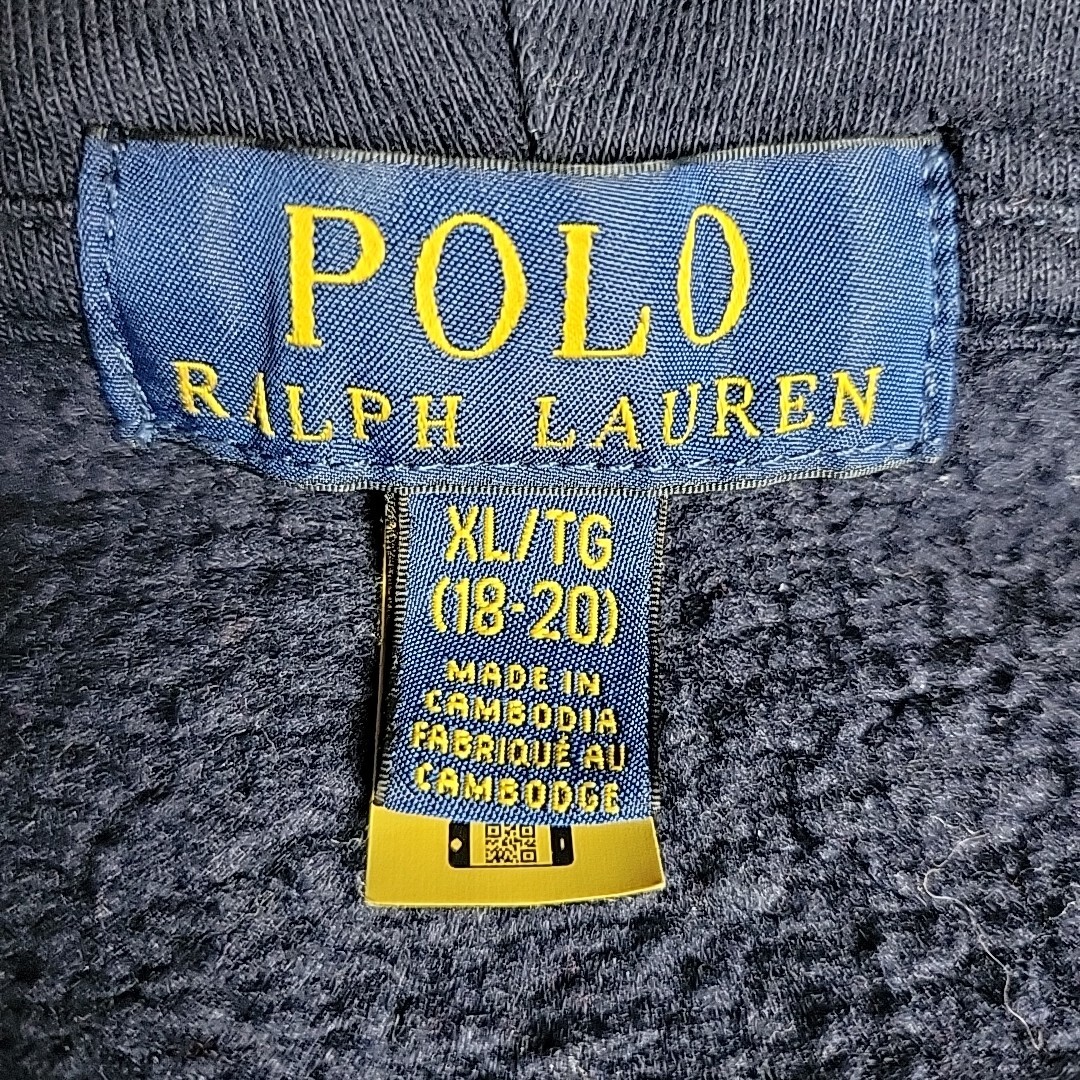 POLO
RALPH LAUREN
XL/TG
(18-20)
MADE IN
CAMBODIA
FABRIQUÉ AU
CAMBODGE